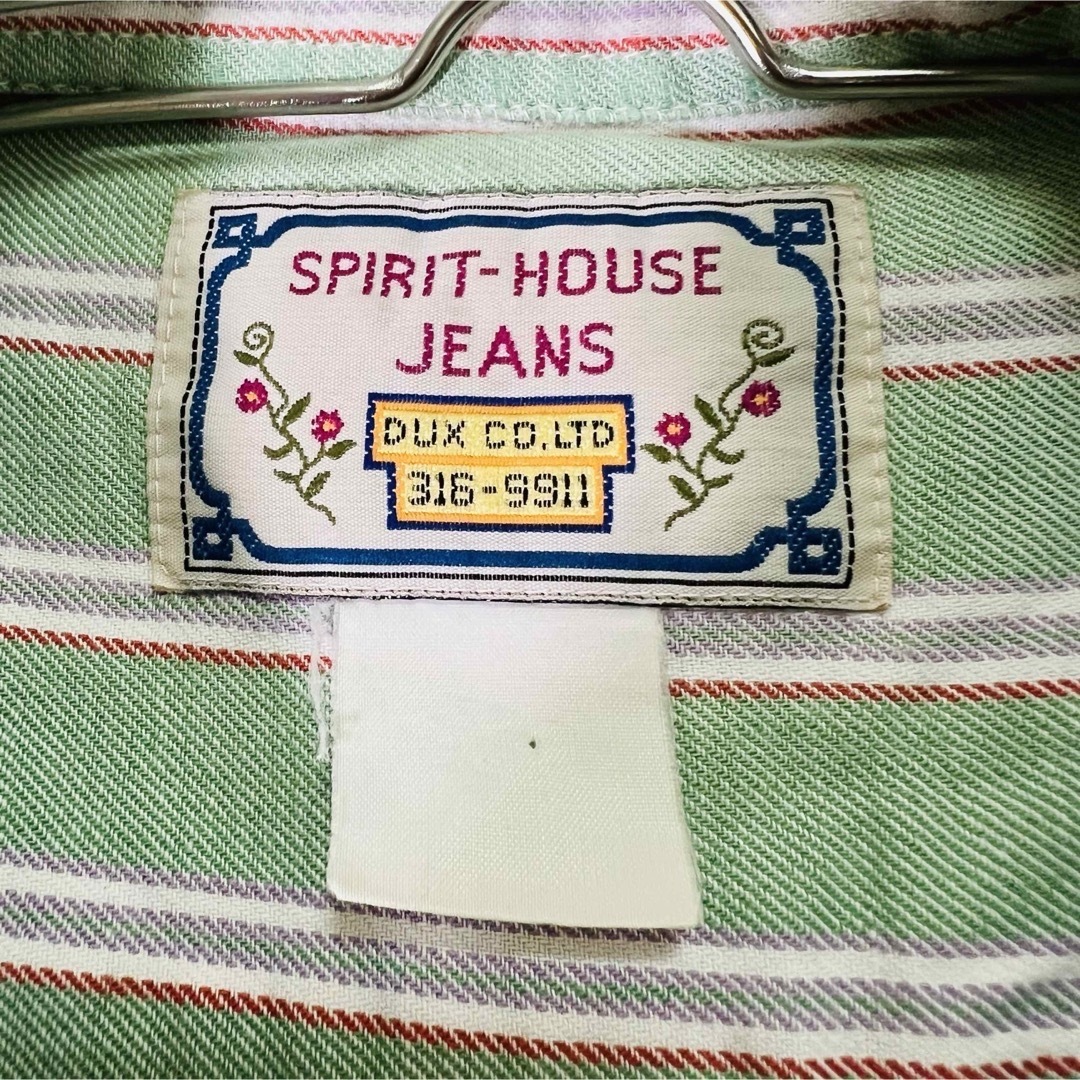 SPIRIT-HOUSE
JEANS
DUX CO,LTD
316-9911